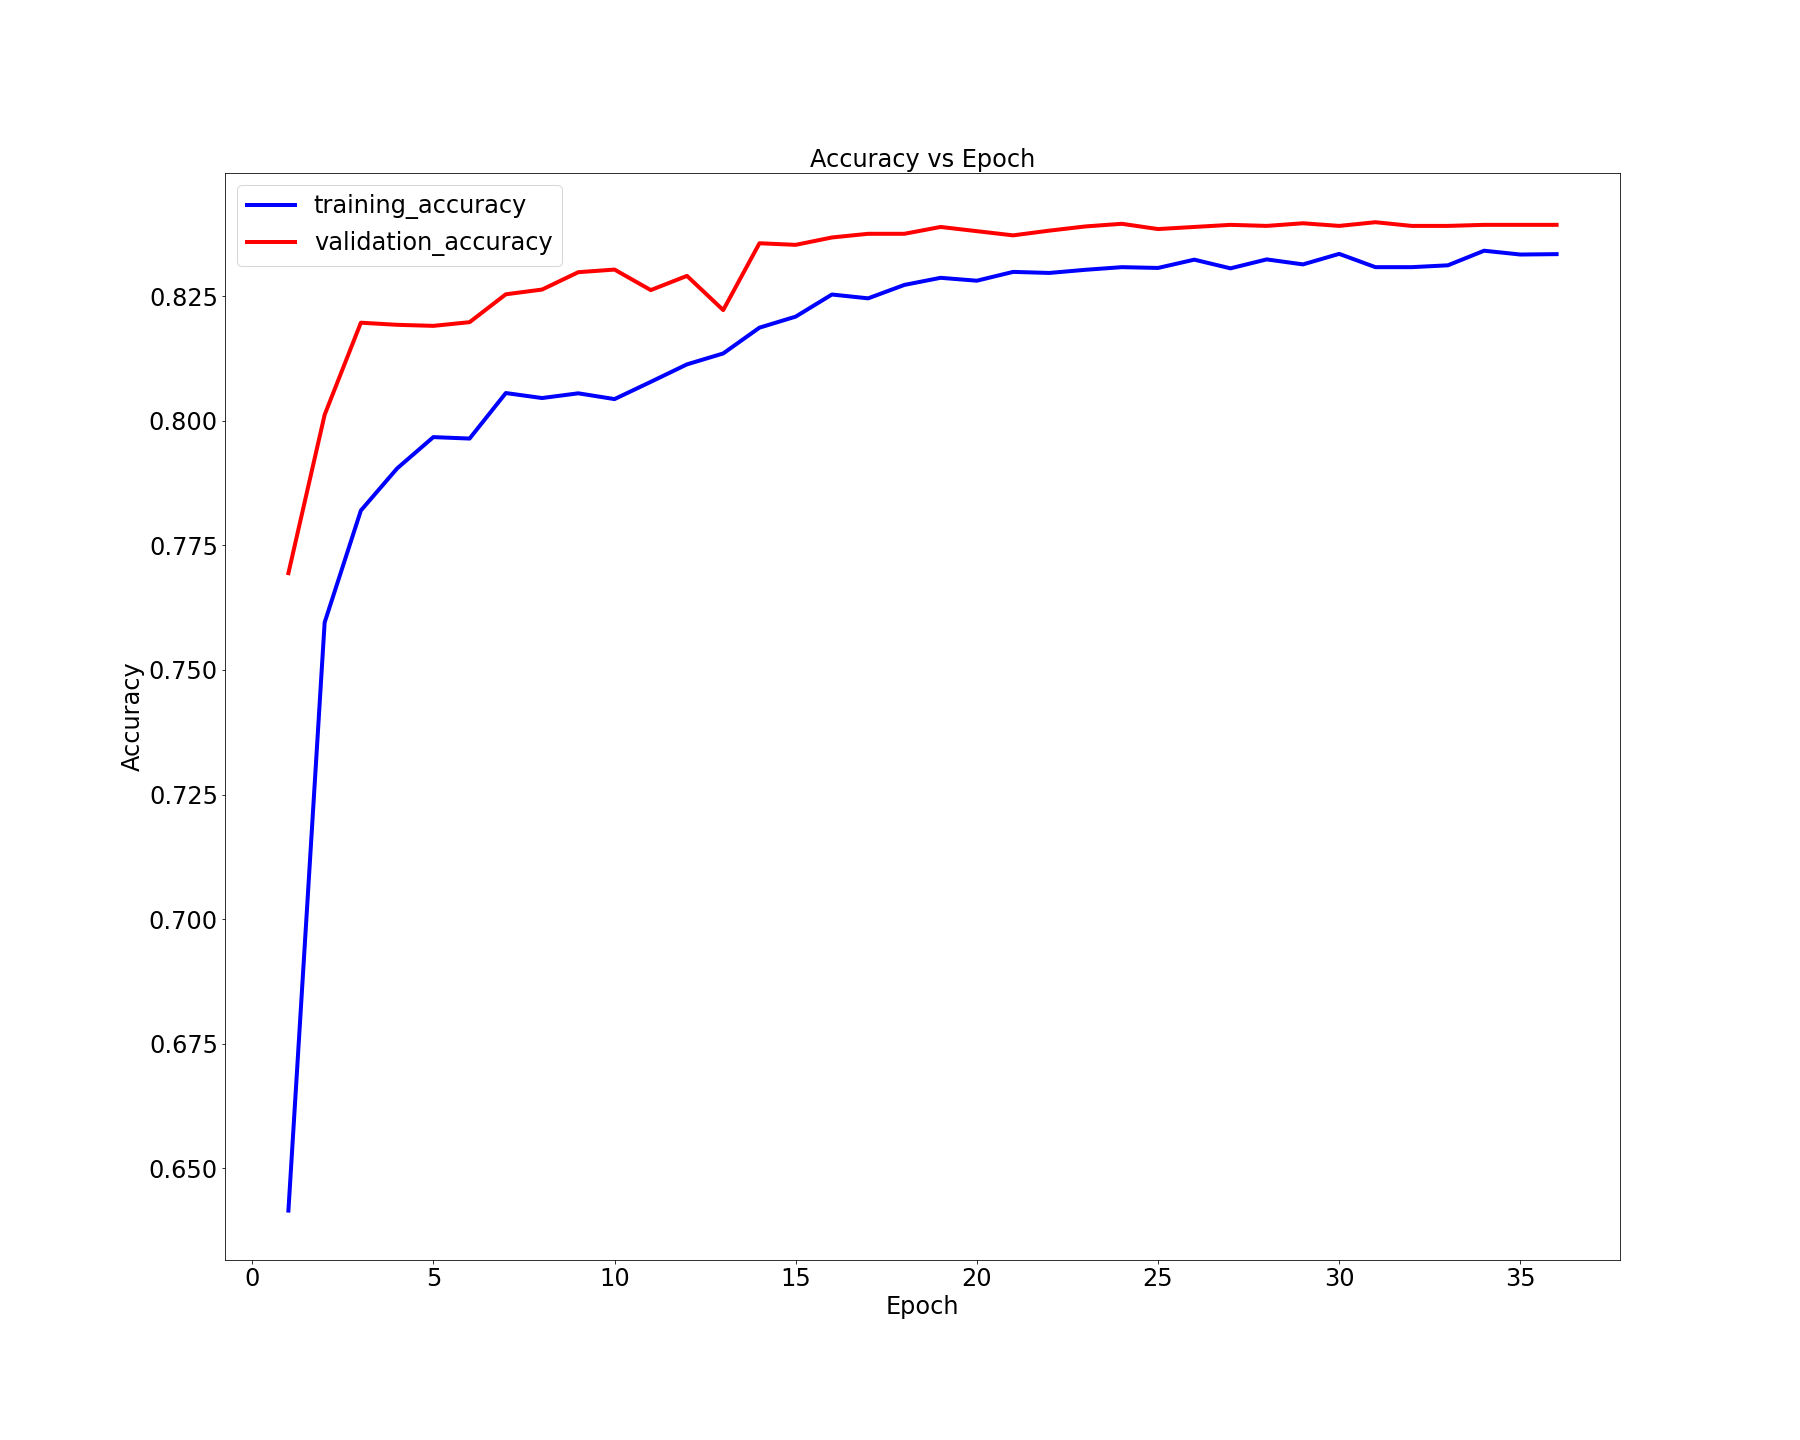 Accuracy vs Epoch
training_accuracy
validation_accuracy
0.825
0.800
0.775
0.750
0.725
0.700
0.675
0.650
Accuracy
0 5 10 15 20 25 30 35
Epoch